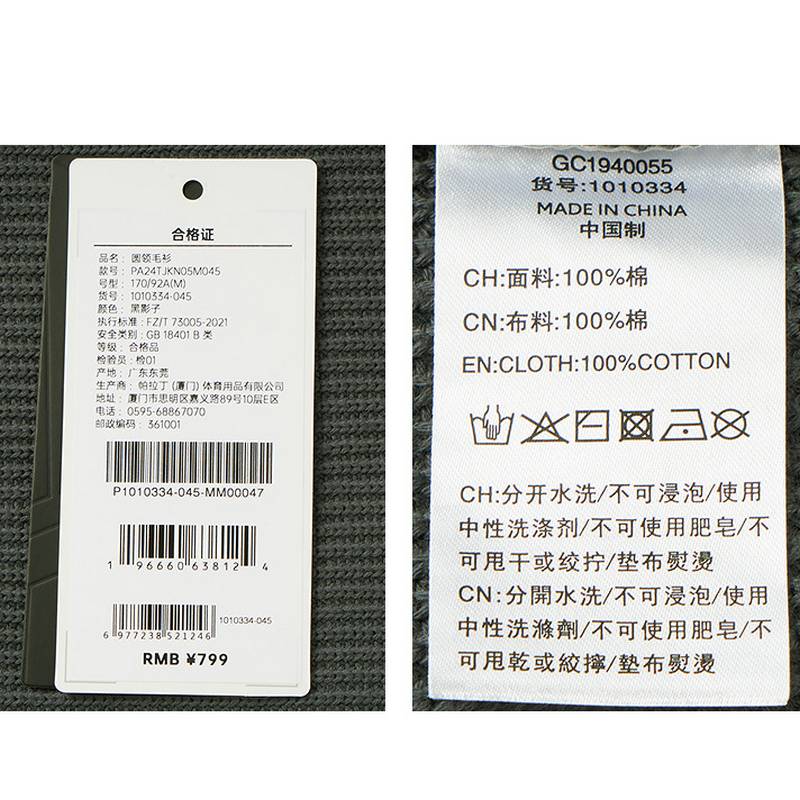 合格证
品名：圆领毛衫
款号：PA24TJKN05M045
号型：170/92A(M)
货号：1010334-045
颜色：黑影子
执行标准：FZ/T 73005-2021
安全类别：GB 18401 B 类
等级：合格品
检验员：检01
产地：广东东莞
生产商：帕拉丁 (厦门) 体育用品有限公司
地址：厦门市思明区嘉义路89号10层E区
电话：0595-68867070
邮政编码：361001
P1010334-045-MM00047
1 96660 63812 4
1010334-045
6 977238 521246
RMB ¥799
GC1940055
货号:1010334
MADE IN CHINA
中国制
CH:面料:100%棉
CN:布料:100%棉
EN:CLOTH:100%COTTON
CH:分开水洗/不可浸泡/使用
中性洗涤剂/不可使用肥皂/不
可甩干或绞拧/垫布熨烫
CN:分開水洗/不可浸泡/使用
中性洗滌劑/不可使用肥皂/不
可甩乾或絞擰/墊布熨燙